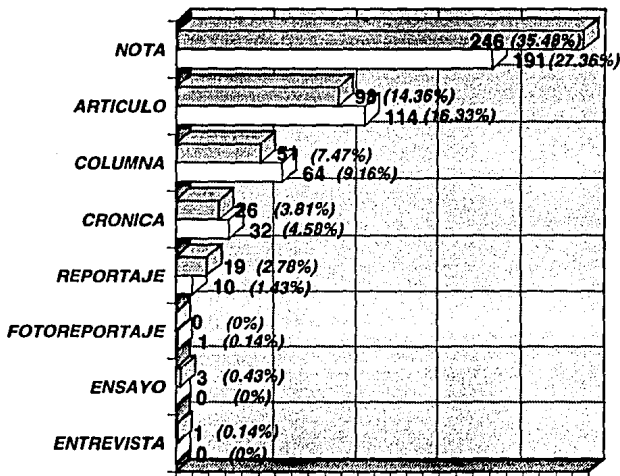 NOTA
246 (35.48%)
191 (27.36%)
ARTICULO
98 (14.36%)
114 (16.33%)
COLUMNA
51 (7.47%)
64 (9.16%)
CRONICA
26 (3.81%)
32 (4.58%)
REPORTAJE
19 (2.78%)
10 (1.43%)
FOTOREPORTAJE
0 (0%)
1 (0.14%)
ENSAYO
3 (0.43%)
0 (0%)
ENTREVISTA
1 (0.14%)
0 (0%)